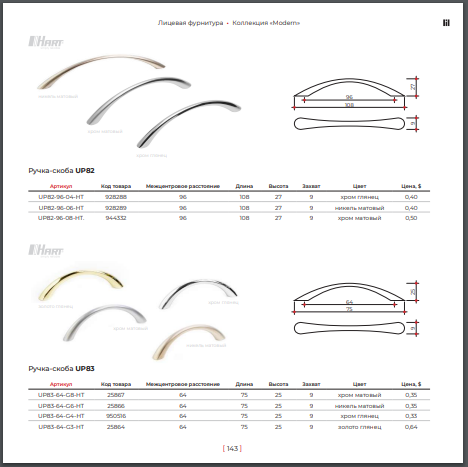 Лицевая фурнитура • Коллекция «Modern»
HART
никель матовый
хром матовый
хром глянец
27
96
108
9
Ручка-скоба UP82
Артикул Код товара Межцентровое расстояние Длина Высота Захват Цвет Цена, $
UP82-96-04-HT 928288 96 108 27 9 хром глянец 0,40
UP82-96-06-HT 928289 96 108 27 9 никель матовый 0,40
UP82-96-08-HT. 944332 96 108 27 9 хром матовый 0,50
HART
золото глянец
хром матовый
хром глянец
никель матовый
25
64
75
9
Ручка-скоба UP83
Артикул Код товара Межцентровое расстояние Длина Высота Захват Цвет Цена, $
UP83-64-G8-HT 25867 64 75 25 9 хром матовый 0,35
UP83-64-G6-HT 25866 64 75 25 9 никель матовый 0,35
UP83-64-G4-HT 950516 64 75 25 9 хром глянец 0,33
UP83-64-G3-HT 25864 64 75 25 9 золото глянец 0,64
[ 143 ]